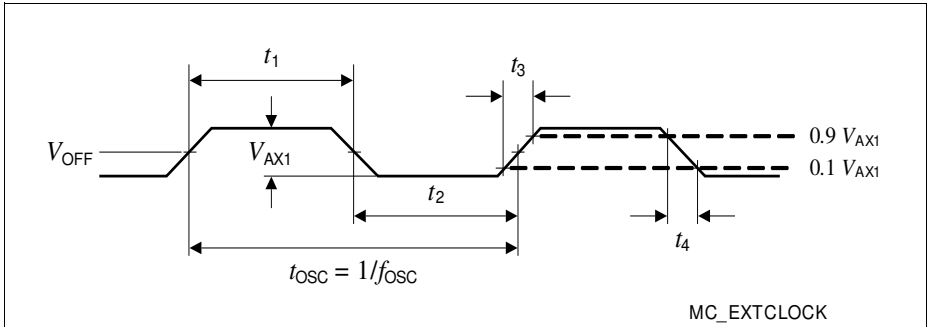 t1
t3
VOFF
VAX1
0.9 VAX1
0.1 VAX1
t2
t4
tOSC = 1/fOSC
MC_EXTCLOCK